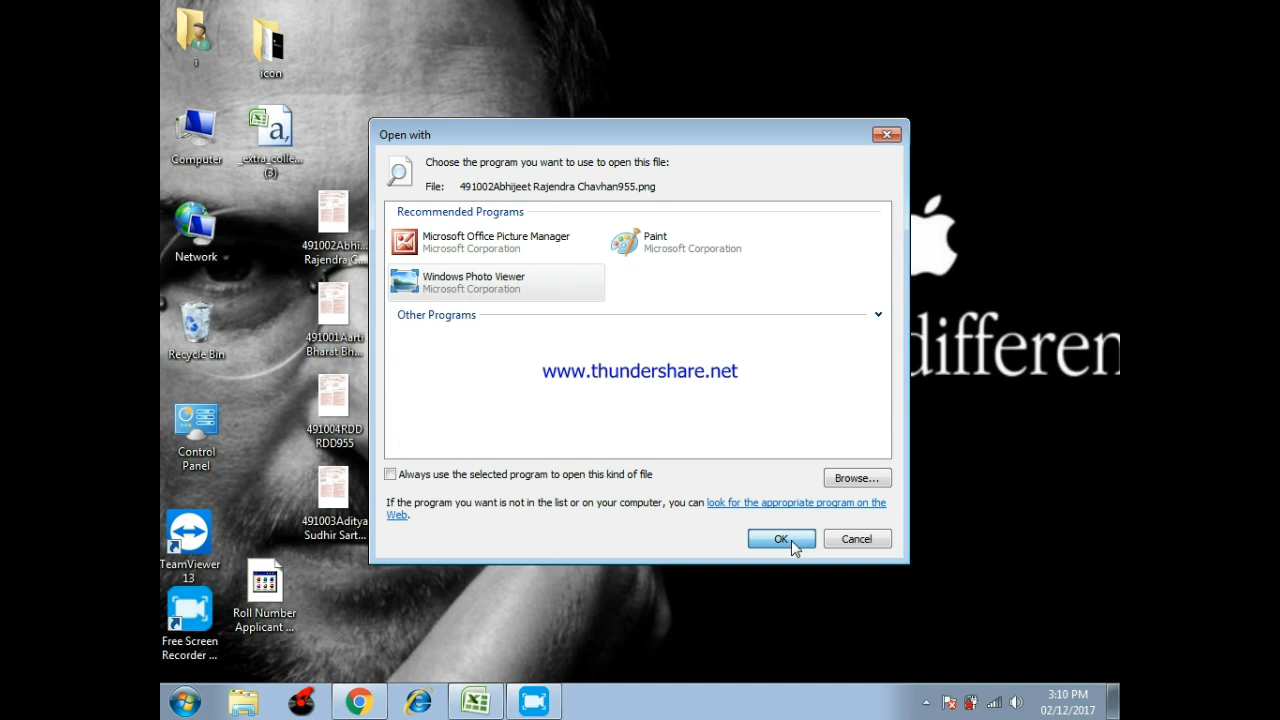 i
icon
Computer
_extra_colle...
(3)
Network
491002Abhi...
Rajendra C...
Recycle Bin
491001Aarti
Bharat Bh...
Control
Panel
491004RDD
RDD955
491003Aditya
Sudhir Sart...
TeamViewer
13
Roll Number
Applicant ...
Free Screen
Recorder ...
Open with
Choose the program you want to use to open this file:
File: 491002Abhijeet Rajendra Chavhan955.png
Recommended Programs
Microsoft Office Picture Manager
Microsoft Corporation
Paint
Microsoft Corporation
Windows Photo Viewer
Microsoft Corporation
Other Programs
www.thundershare.net
Always use the selected program to open this kind of file
Browse...
If the program you want is not in the list or on your computer, you can look for the appropriate program on the
Web.
OK
Cancel
differen
3:10 PM
02/12/2017